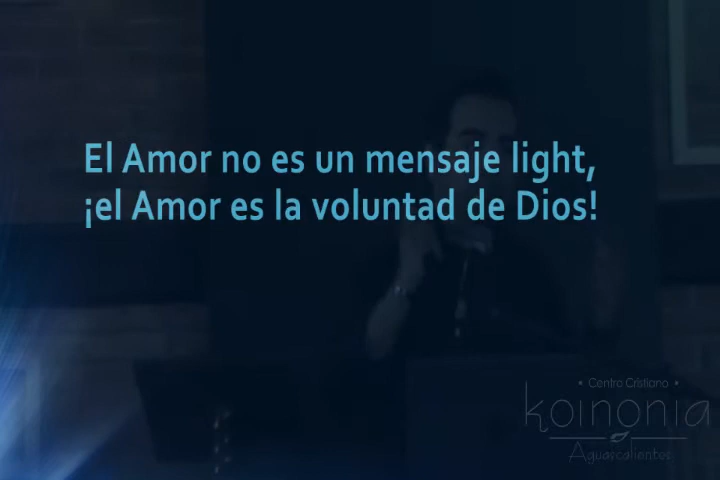 El Amor no es un mensaje light,
¡el Amor es la voluntad de Dios!
• Centro Cristiano •
koinonia
Aguascalientes